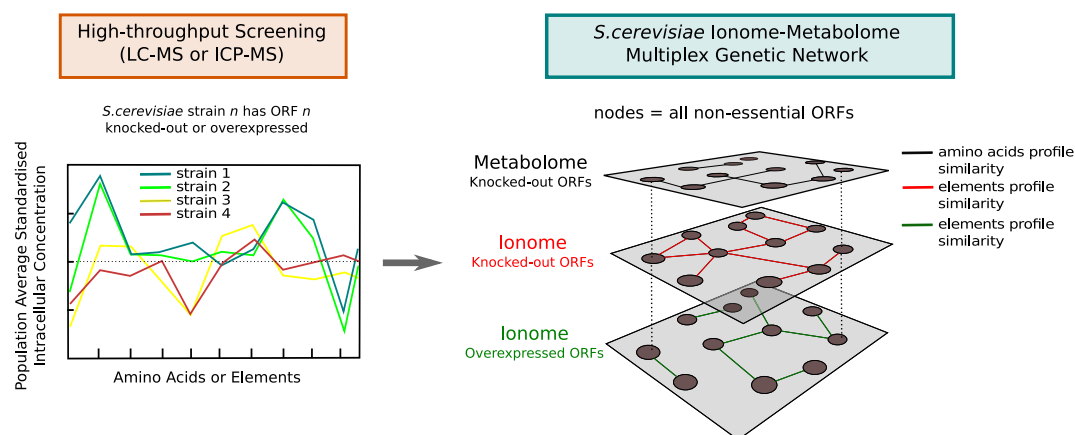 High-throughput Screening
(LC-MS or ICP-MS)
S.cerevisiae Ionome-Metabolome
Multiplex Genetic Network
S.cerevisiae strain n has ORF n
knocked-out or overexpressed
nodes = all non-essential ORFs
Population Average Standardised
Intracellular Concentration
strain 1
strain 2
strain 3
strain 4
Amino Acids or Elements
Metabolome
Knocked-out ORFs
Ionome
Knocked-out ORFs
Ionome
Overexpressed ORFs
amino acids profile
similarity
elements profile
similarity
elements profile
similarity